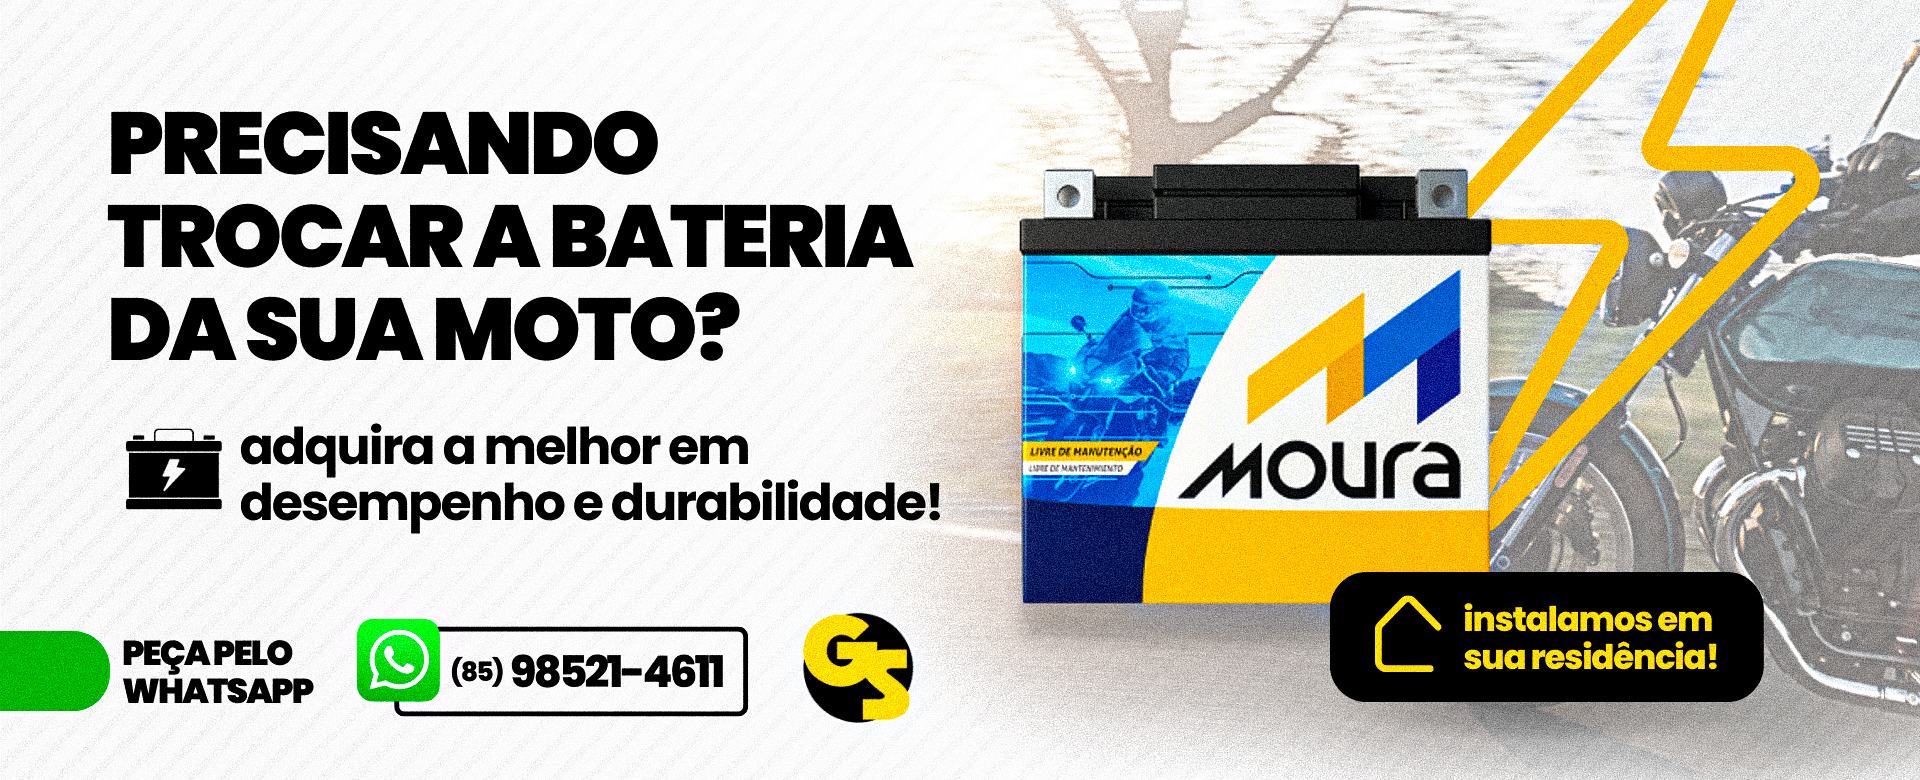 PRECISANDO
TROCAR A BATERIA
DA SUA MOTO?
adquira a melhor em
desempenho e durabilidade!
PEÇA PELO
WHATSAPP
(85) 98521-4611
GS
LIVRE DE MANUTENÇÃO
LIBRE DE MANTENIMIENTO
moura
instalamos em
sua residência!